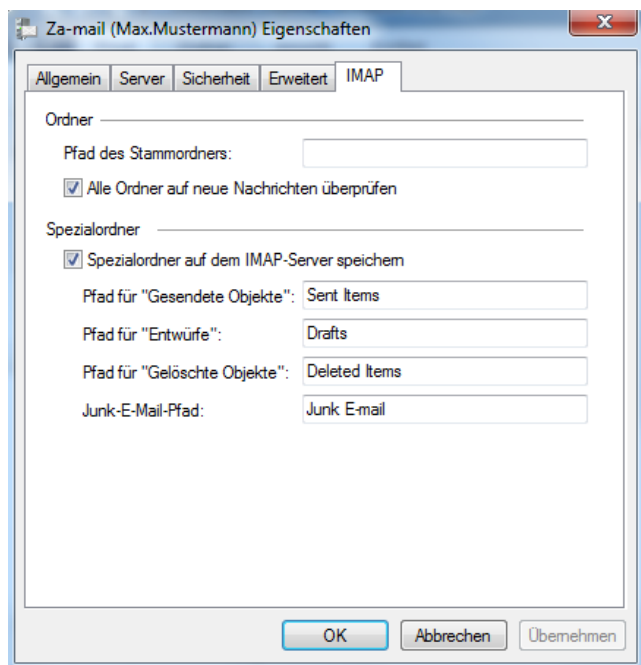 Za-mail (Max.Mustermann) Eigenschaften
Allgemein Server Sicherheit Erweitert IMAP
Ordner
Pfad des Stammordners:
Alle Ordner auf neue Nachrichten überprüfen
Spezialordner
Spezialordner auf dem IMAP-Server speichern
Pfad für "Gesendete Objekte": Sent Items
Pfad für "Entwürfe": Drafts
Pfad für "Gelöschte Objekte": Deleted Items
Junk-E-Mail-Pfad: Junk E-mail
OK Abbrechen Übernehmen